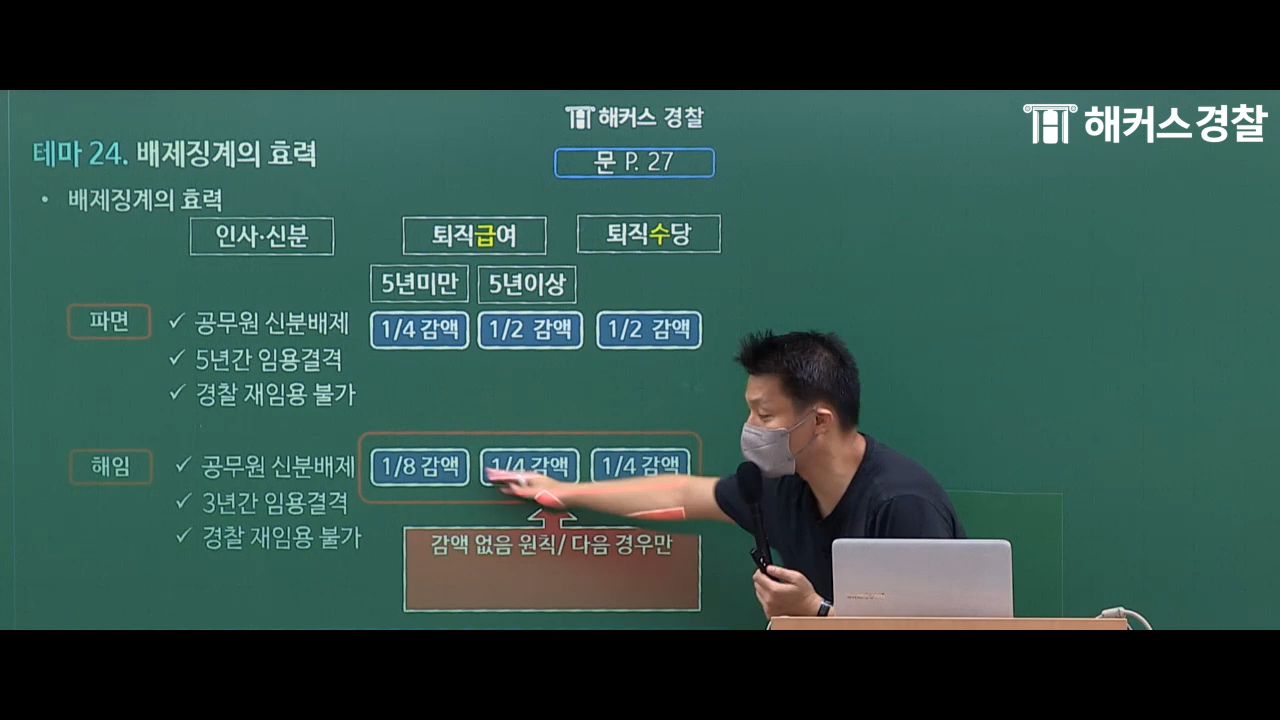 해커스 경찰
해커스경찰
테마 24. 배제징계의 효력
문 P. 27
• 배제징계의 효력
인사·신분
퇴직급여
퇴직수당
5년미만
5년이상
파면
✓ 공무원 신분배제
1/4 감액
1/2 감액
1/2 감액
✓ 5년간 임용결격
✓ 경찰 재임용 불가
해임
✓ 공무원 신분배제
1/8 감액
1/4 감액
1/4 감액
✓ 3년간 임용결격
✓ 경찰 재임용 불가
감액 없음 원칙/ 다음 경우만